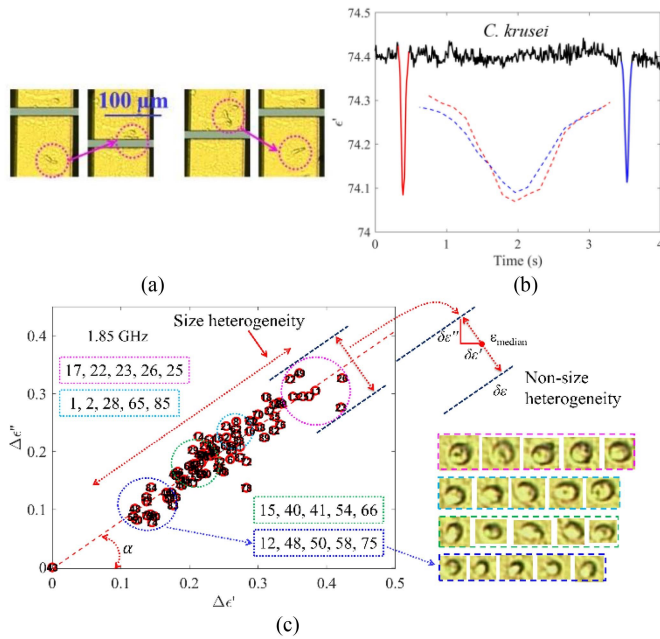 100 μm
(a)
C. krusei
74.5
74.4
74.3
74.2
74.1
74
ϵ'
0 1 2 3 4
Time (s)
(b)
0.4
0.3
0.2
0.1
0
Δϵ''
1.85 GHz
Size heterogeneity
17, 22, 23, 26, 25
1, 2, 28, 65, 85
15, 40, 41, 54, 66
12, 48, 50, 58, 75
α
0.1 0.2 0.3 0.4 0.5
Δϵ'
δε''
δε'
εmedian
δε
Non-size
heterogeneity
(c)